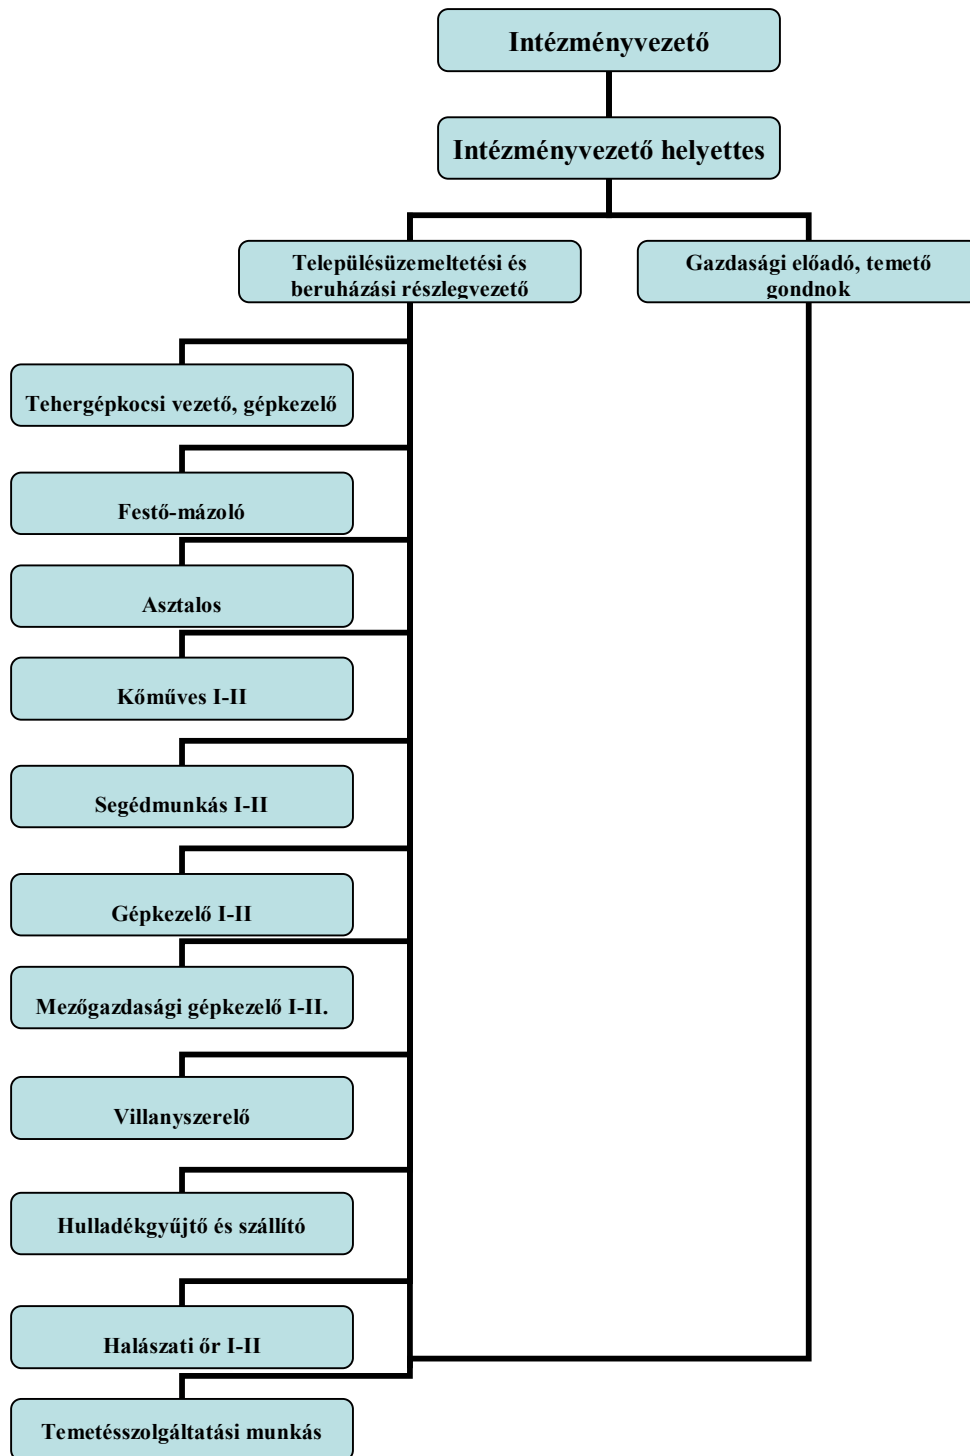 Intézményvezető
Intézményvezető helyettes
Településüzemeltetési és
beruházási részlegvezető
Gazdasági előadó, temető
gondnok
Tehergépkocsi vezető, gépkezelő
Festő-mázoló
Asztalos
Kőműves I-II
Segédmunkás I-II
Gépkezelő I-II
Mezőgazdasági gépkezelő I-II.
Villanyszerelő
Hulladékgyűjtő és szállító
Halászati őr I-II
Temetésszolgáltatási munkás